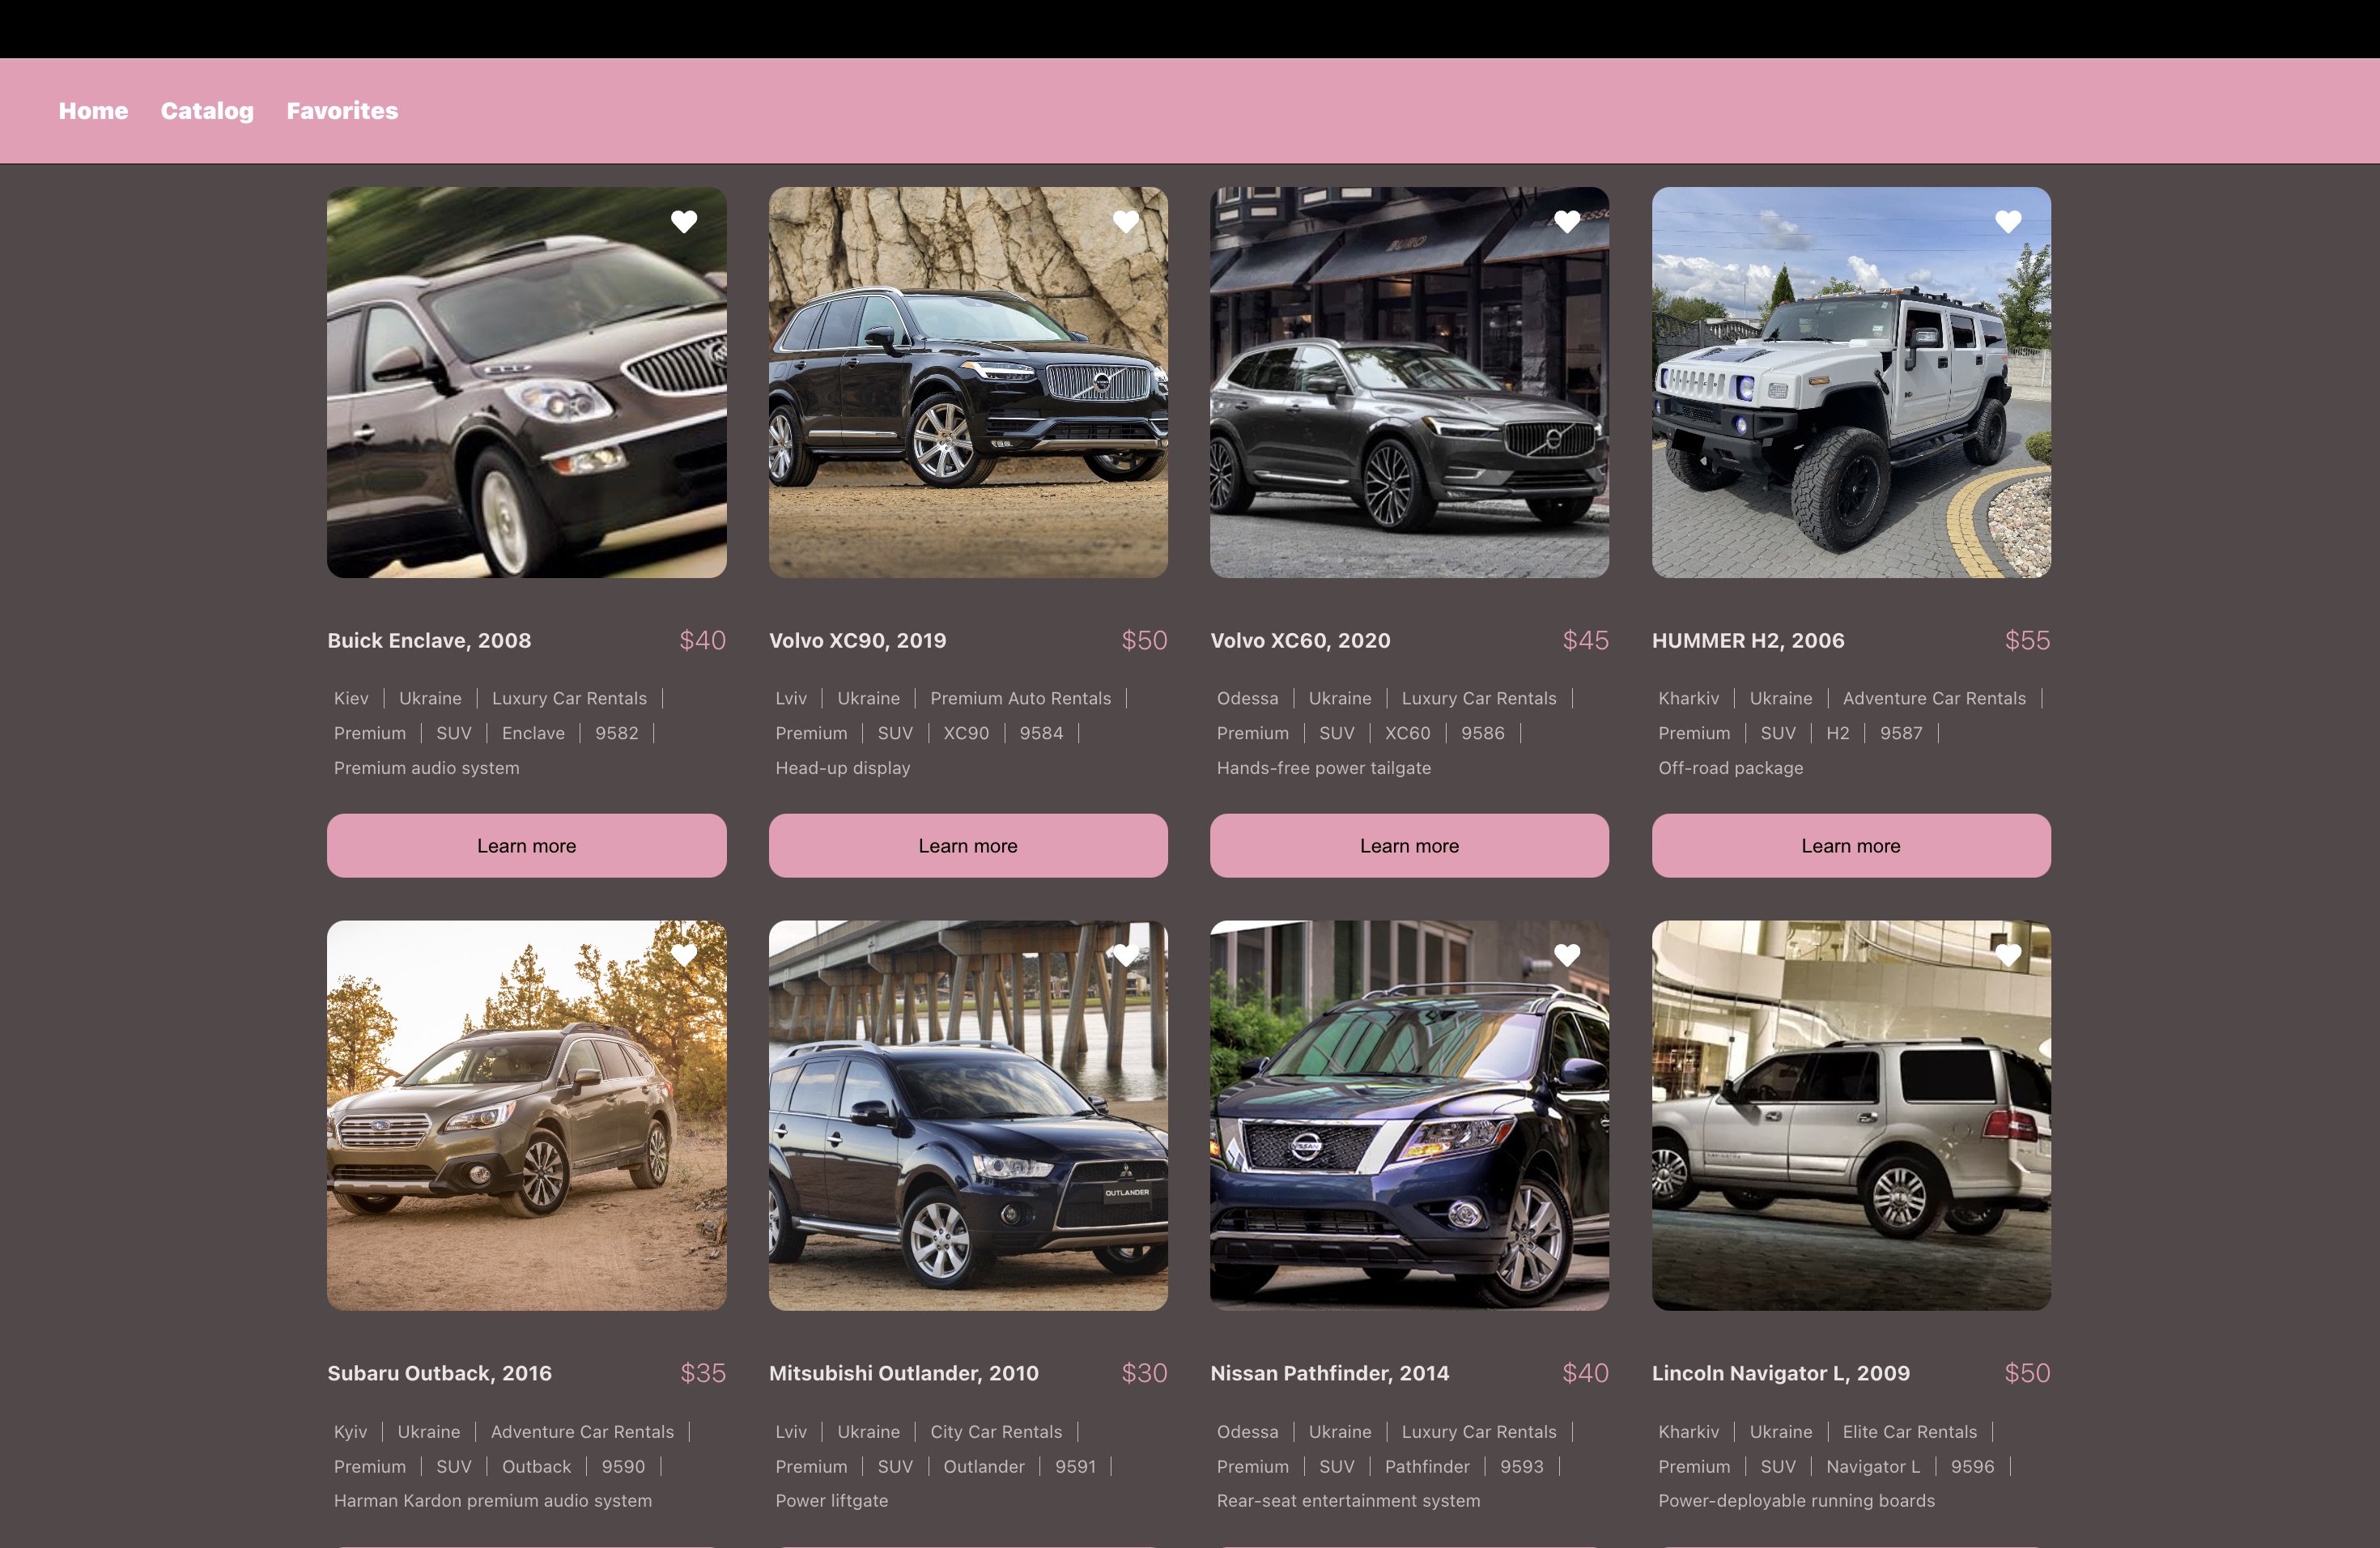 Home Catalog Favorites
BURO
Buick Enclave, 2008 $40
Kiev | Ukraine | Luxury Car Rentals |
Premium | SUV | Enclave | 9582 |
Premium audio system
Learn more
Volvo XC90, 2019 $50
Lviv | Ukraine | Premium Auto Rentals |
Premium | SUV | XC90 | 9584 |
Head-up display
Learn more
Volvo XC60, 2020 $45
Odessa | Ukraine | Luxury Car Rentals |
Premium | SUV | XC60 | 9586 |
Hands-free power tailgate
Learn more
HUMMER H2, 2006 $55
Kharkiv | Ukraine | Adventure Car Rentals |
Premium | SUV | H2 | 9587 |
Off-road package
Learn more
OUTLANDER
NISSAN
Subaru Outback, 2016 $35
Kyiv | Ukraine | Adventure Car Rentals |
Premium | SUV | Outback | 9590 |
Harman Kardon premium audio system
Mitsubishi Outlander, 2010 $30
Lviv | Ukraine | City Car Rentals |
Premium | SUV | Outlander | 9591 |
Power liftgate
Nissan Pathfinder, 2014 $40
Odessa | Ukraine | Luxury Car Rentals |
Premium | SUV | Pathfinder | 9593 |
Rear-seat entertainment system
Lincoln Navigator L, 2009 $50
Kharkiv | Ukraine | Elite Car Rentals |
Premium | SUV | Navigator L | 9596 |
Power-deployable running boards